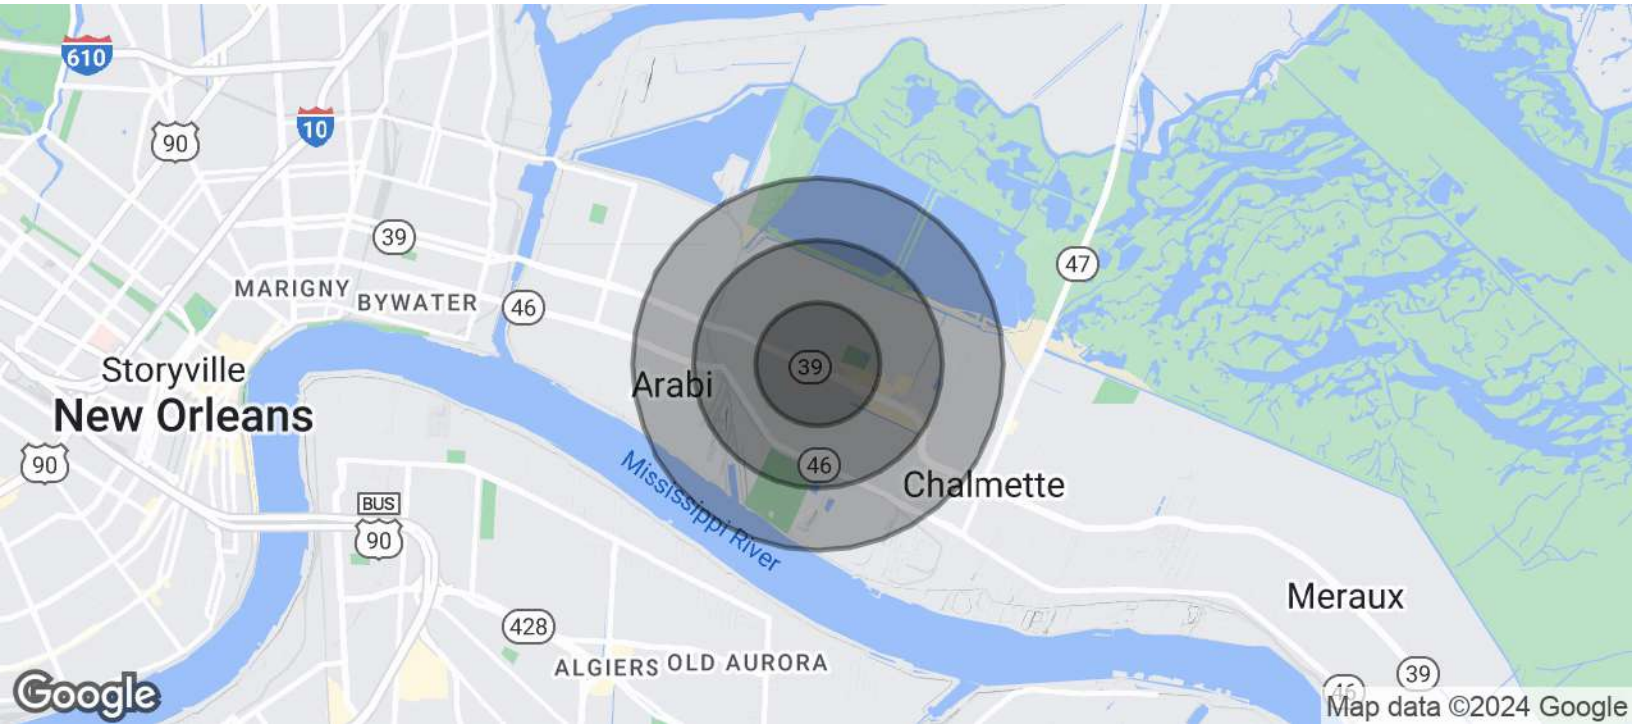 610
10
90
39
47
MARIGNY
BYWATER
46
Storyville
New Orleans
39
Arabi
90
46
Chalmette
Mississippi River
BUS
90
Meraux
428
ALGIERS
OLD AURORA
39
46
Google
Map data ©2024 Google